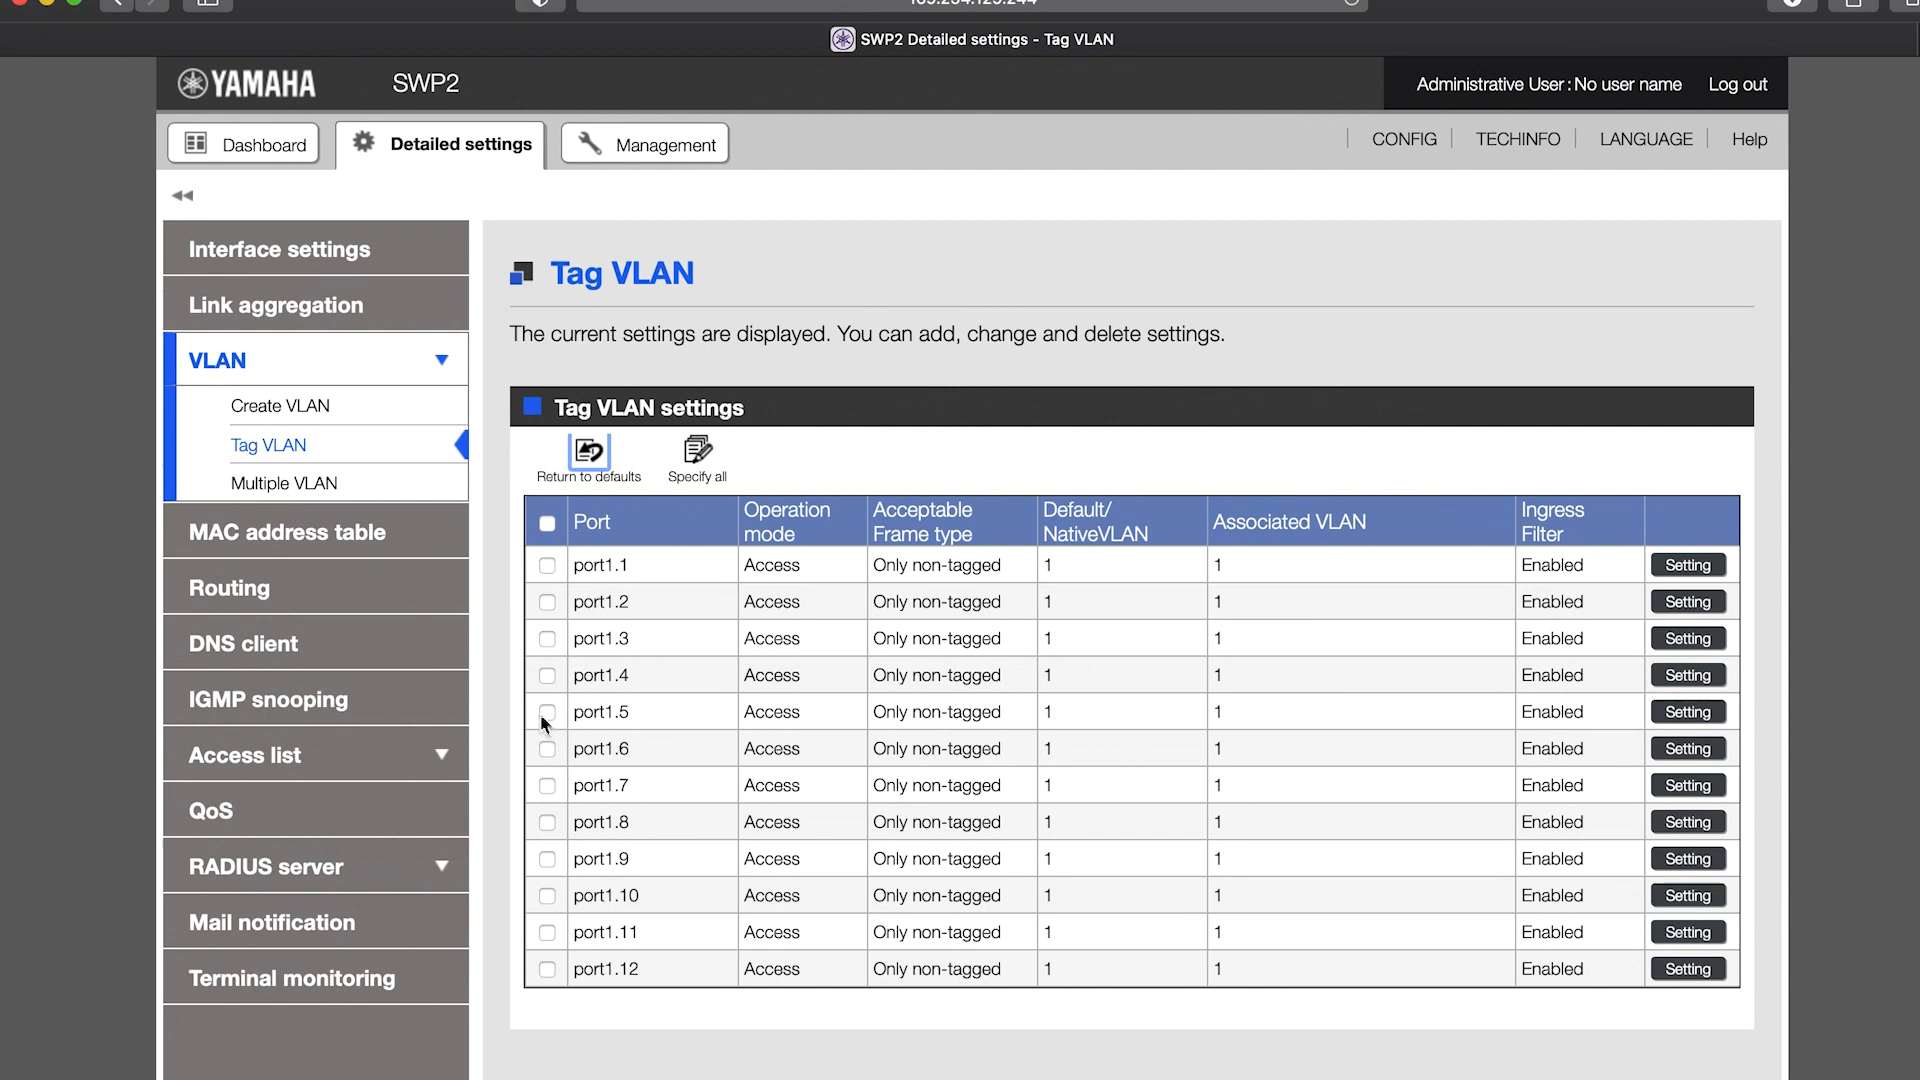 SWP2 Detailed settings - Tag VLAN
YAMAHA SWP2 Administrative User : No user name Log out
Dashboard Detailed settings Management CONFIG TECHINFO LANGUAGE Help
Interface settings
Link aggregation
VLAN
Create VLAN
Tag VLAN
Multiple VLAN
MAC address table
Routing
DNS client
IGMP snooping
Access list
QoS
RADIUS server
Mail notification
Terminal monitoring
Tag VLAN
The current settings are displayed. You can add, change and delete settings.
Tag VLAN settings
Return to defaults Specify all
Port Operation mode Acceptable Frame type Default/ NativeVLAN Associated VLAN Ingress Filter
port1.1 Access Only non-tagged 1 1 Enabled Setting
port1.2 Access Only non-tagged 1 1 Enabled Setting
port1.3 Access Only non-tagged 1 1 Enabled Setting
port1.4 Access Only non-tagged 1 1 Enabled Setting
port1.5 Access Only non-tagged 1 1 Enabled Setting
port1.6 Access Only non-tagged 1 1 Enabled Setting
port1.7 Access Only non-tagged 1 1 Enabled Setting
port1.8 Access Only non-tagged 1 1 Enabled Setting
port1.9 Access Only non-tagged 1 1 Enabled Setting
port1.10 Access Only non-tagged 1 1 Enabled Setting
port1.11 Access Only non-tagged 1 1 Enabled Setting
port1.12 Access Only non-tagged 1 1 Enabled Setting